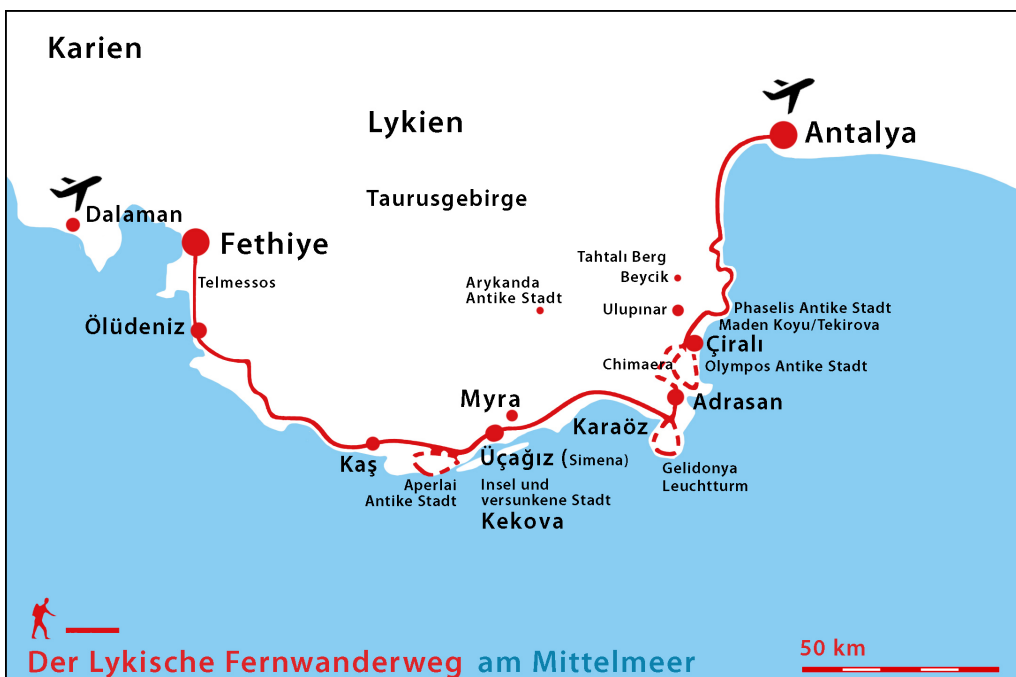 Karien
Lykien
Antalya
Taurusgebirge
Dalaman
Fethiye
Telmessos
Tahtalı Berg
Beycik
Arykanda
Antike Stadt
Ulupınar
Phaselis Antike Stadt
Maden Koyu/Tekirova
Ölüdeniz
Çiralı
Chimaera
Olympos Antike Stadt
Myra
Adrasan
Karaöz
Kaş
Üçağız (Simena)
Gelidonya
Leuchtturm
Aperlai
Antike Stadt
Insel und
versunkene Stadt
Kekova
Der Lykische Fernwanderweg am Mittelmeer
50 km